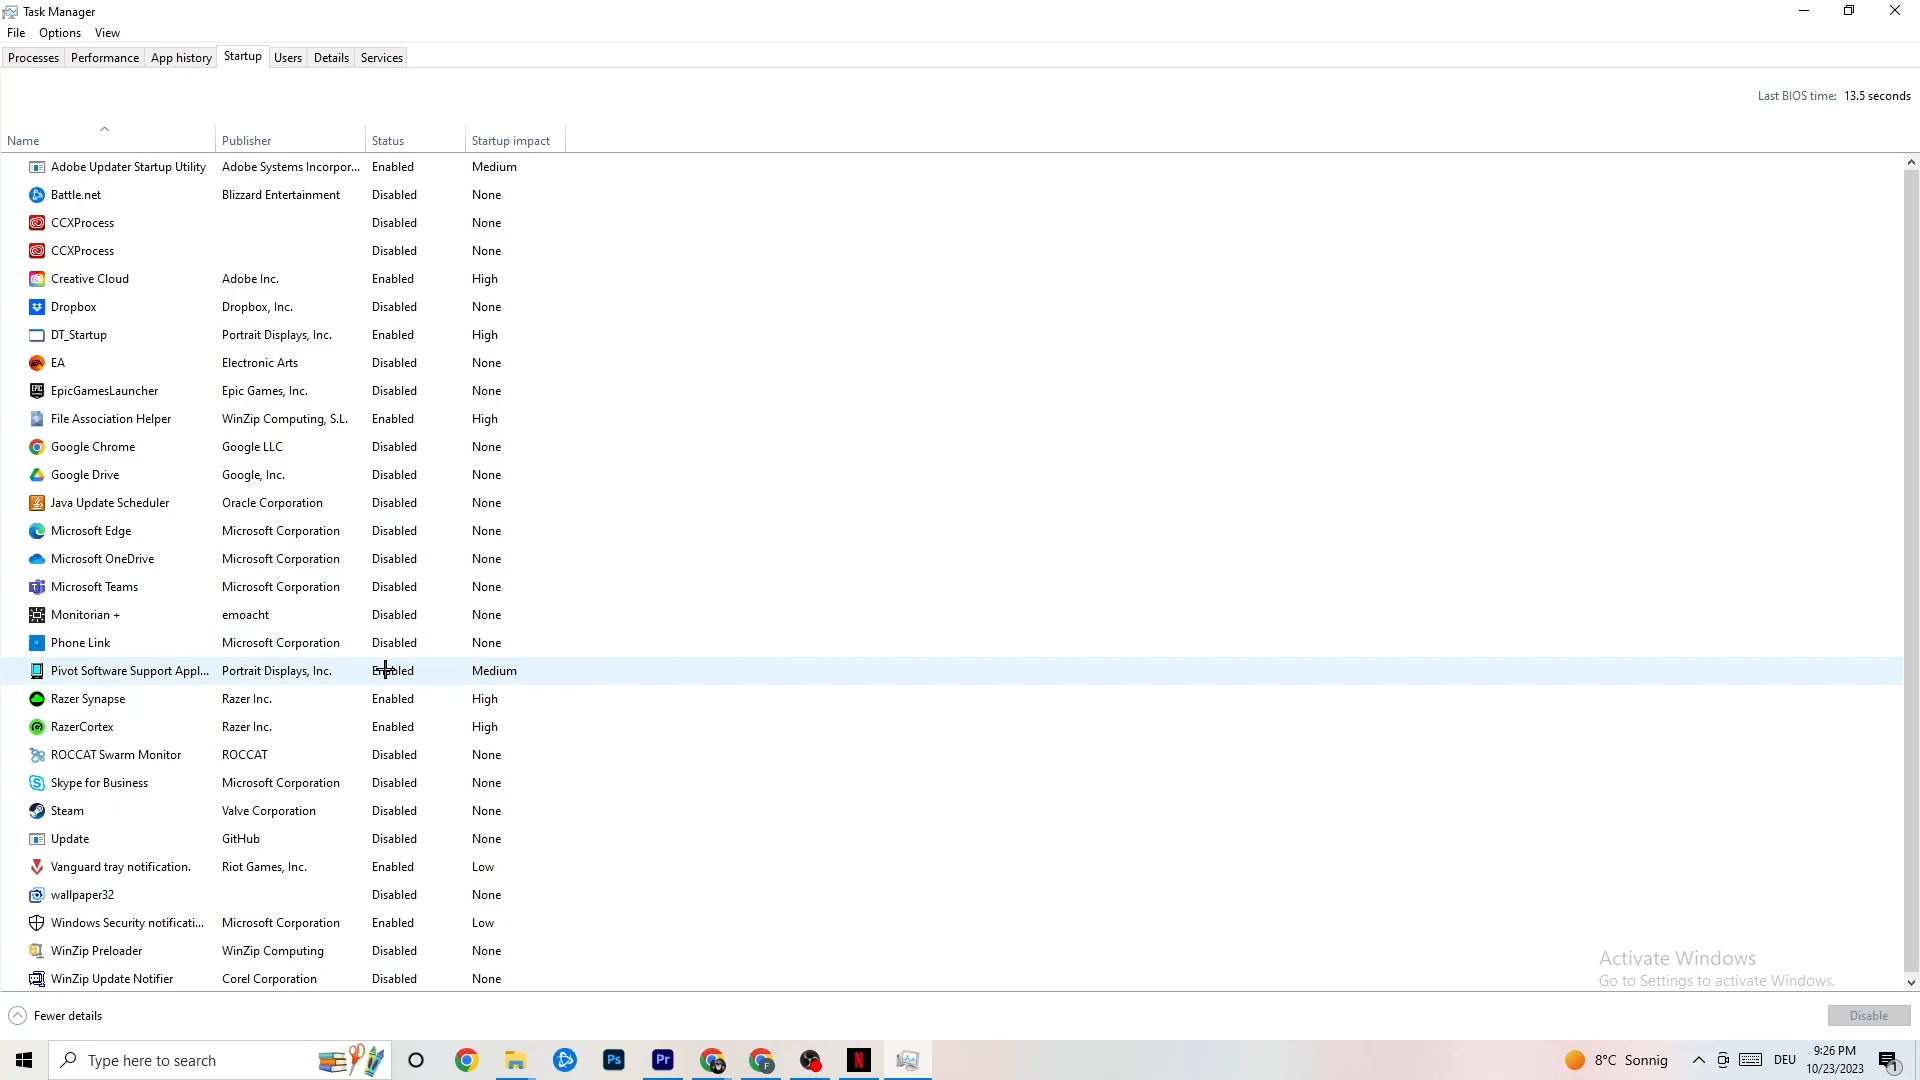 Task Manager
File Options View
Processes Performance App history Startup Users Details Services
Last BIOS time: 13.5 seconds
Name Publisher Status Startup impact
Adobe Updater Startup Utility Adobe Systems Incorpor... Enabled Medium
Battle.net Blizzard Entertainment Disabled None
CCXProcess Disabled None
CCXProcess Disabled None
Creative Cloud Adobe Inc. Enabled High
Dropbox Dropbox, Inc. Disabled None
DT_Startup Portrait Displays, Inc. Enabled High
EA Electronic Arts Disabled None
EpicGamesLauncher Epic Games, Inc. Disabled None
File Association Helper WinZip Computing, S.L. Enabled High
Google Chrome Google LLC Disabled None
Google Drive Google, Inc. Disabled None
Java Update Scheduler Oracle Corporation Disabled None
Microsoft Edge Microsoft Corporation Disabled None
Microsoft OneDrive Microsoft Corporation Disabled None
Microsoft Teams Microsoft Corporation Disabled None
Monitorian + emoacht Disabled None
Phone Link Microsoft Corporation Disabled None
Pivot Software Support Appl... Portrait Displays, Inc. Enabled Medium
Razer Synapse Razer Inc. Enabled High
RazerCortex Razer Inc. Enabled High
ROCCAT Swarm Monitor ROCCAT Disabled None
Skype for Business Microsoft Corporation Disabled None
Steam Valve Corporation Disabled None
Update GitHub Disabled None
Vanguard tray notification. Riot Games, Inc. Enabled Low
wallpaper32 Disabled None
Windows Security notificati... Microsoft Corporation Enabled Low
WinZip Preloader WinZip Computing Disabled None
WinZip Update Notifier Corel Corporation Disabled None
Activate Windows
Go to Settings to activate Windows.
Fewer details Disable
Type here to search Ps Pr F N 8°C Sonnig DEU 9:26 PM
10/23/2023 1